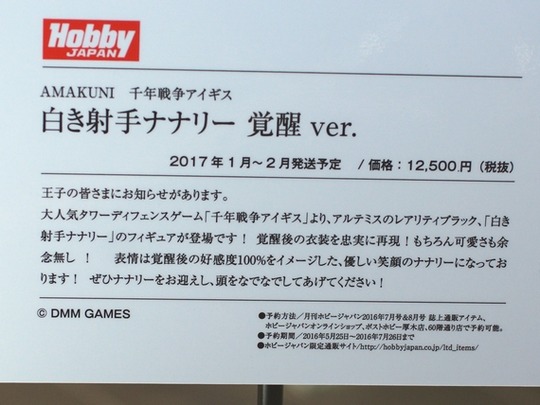 Hobby
JAPAN
AMAKUNI 千年戦争アイギス
白き射手ナナリー 覚醒 ver.
2017年1月～2月発送予定 /価格：12,500円（税抜）
王子の皆さまにお知らせがあります。
大人気タワーディフェンスゲーム「千年戦争アイギス」より、アルテミスのレアリティブラック、「白き
射手ナナリー」のフィギュアが登場です！ 覚醒後の衣装を忠実に再現！もちろん可愛さも余
念無し ！ 表情は覚醒後の好感度100%をイメージした、優しい笑顔のナナリーになってお
ります！ ぜひナナリーをお迎えし、頭をなでなでしてあげてください！
© DMM GAMES
●予約方法／月刊ホビージャパン2016年7月号&8月号 誌上通販アイテム、
ホビージャパンオンラインショップ、ポストホビー厚木店、60階通り店で予約可能。
●予約期間／2016年5月25日～2016年7月26日まで
●ホビージャパン限定通販サイト/http://hobbyjapan.co.jp/ltd_items/